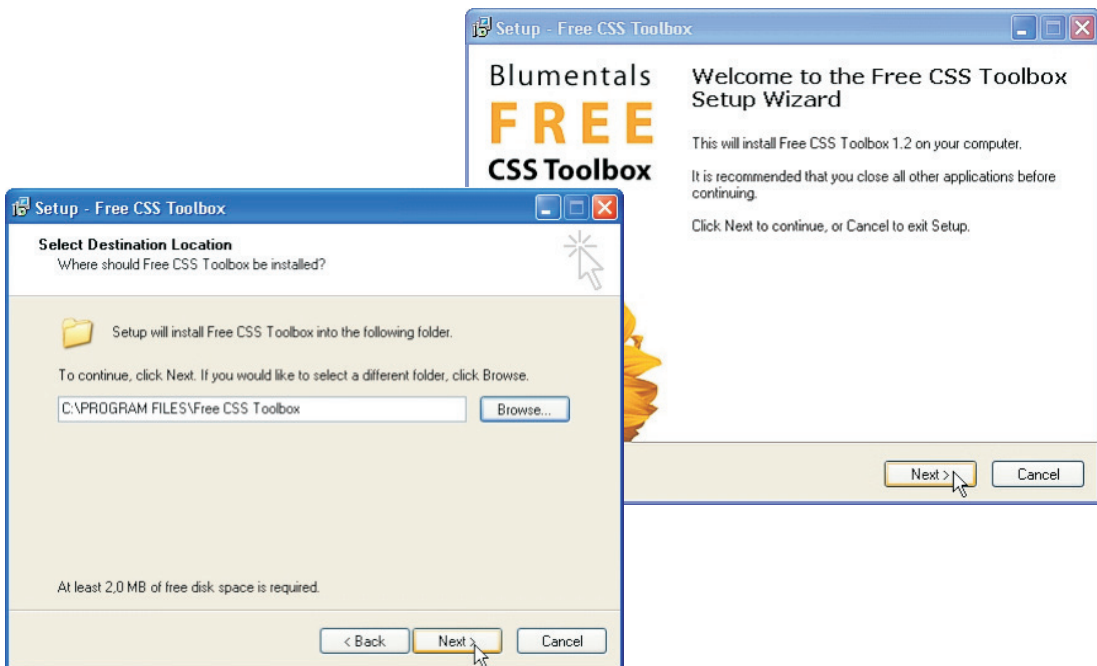 Setup - Free CSS Toolbox
Blumentals
FREE
CSS Toolbox
Welcome to the Free CSS Toolbox
Setup Wizard
This will install Free CSS Toolbox 1.2 on your computer.
It is recommended that you close all other applications before
continuing.
Click Next to continue, or Cancel to exit Setup.
Next >
Cancel
Setup - Free CSS Toolbox
Select Destination Location
Where should Free CSS Toolbox be installed?
Setup will install Free CSS Toolbox into the following folder.
To continue, click Next. If you would like to select a different folder, click Browse.
C:\PROGRAM FILES\Free CSS Toolbox
Browse...
At least 2,0 MB of free disk space is required.
< Back
Next >
Cancel